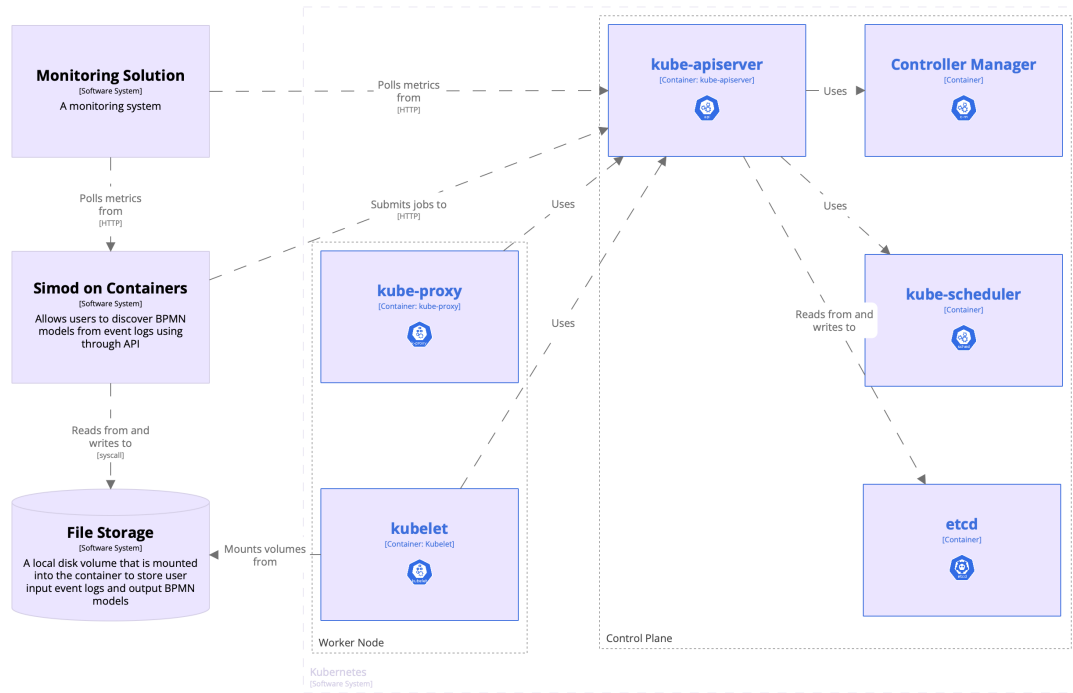 Monitoring Solution
[Software System]
A monitoring system
Polls metrics
from
[HTTP]
kube-apiserver
[Container: kube-apiserver]
Uses
Controller Manager
[Container]
Polls metrics
from
[HTTP]
Submits jobs to
[HTTP]
Uses
Uses
Simod on Containers
[Software System]
Allows users to discover BPMN
models from event logs using
through API
kube-proxy
[Container: kube-proxy]
kube-scheduler
[Container]
Uses
Reads from and
writes to
Reads from and
writes to
[syscall]
File Storage
[Software System]
A local disk volume that is mounted
into the container to store user
input event logs and output BPMN
models
Mounts volumes
from
kubelet
[Container: Kubelet]
etcd
[Container]
etcd
Worker Node
Control Plane
Kubernetes
[Software System]